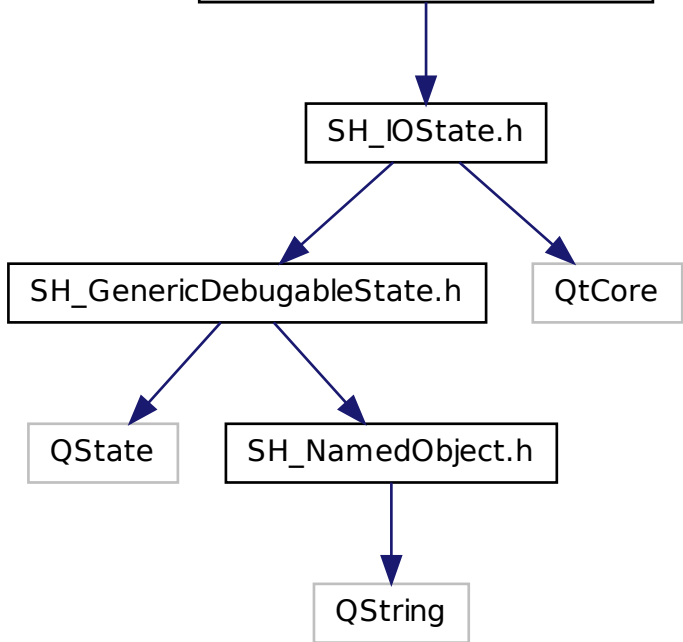 SH_IOState.h
SH_GenericDebugableState.h
QtCore
QState
SH_NamedObject.h
QString